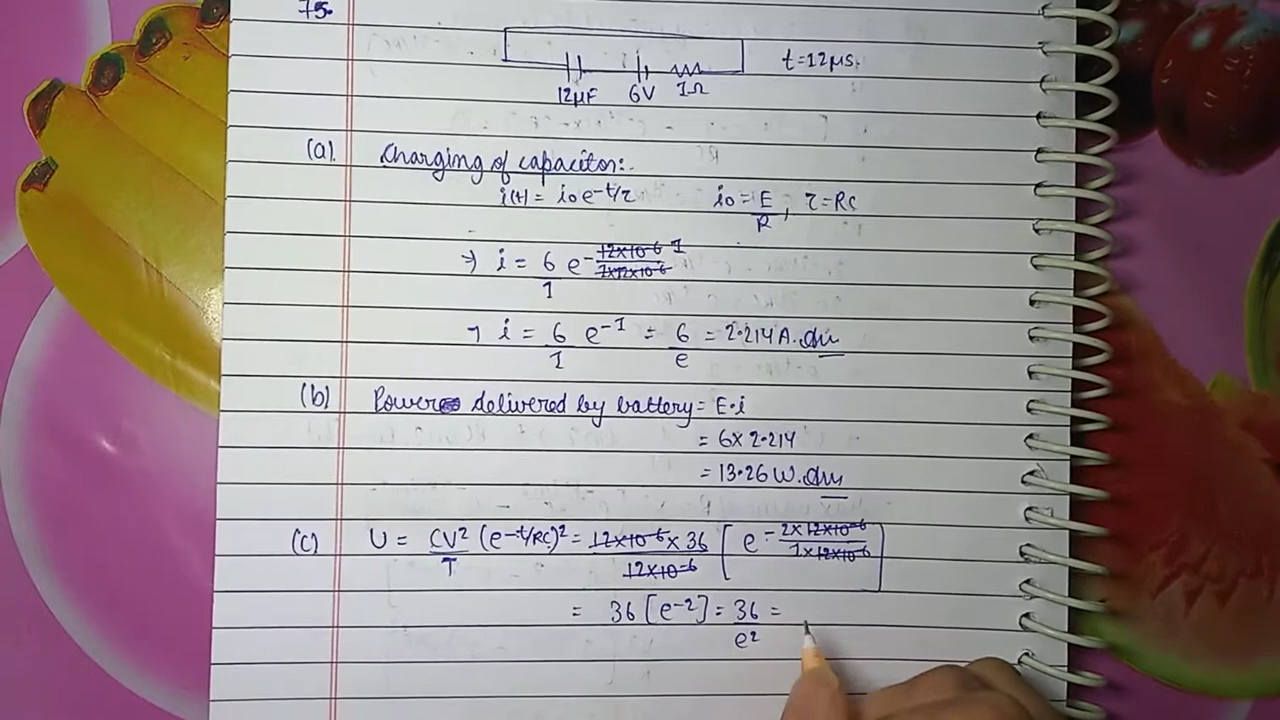 75.
t=12μs.
12μF 6V 1Ω
(a). Charging of capacitor:-
i(t) = i₀e^-t/τ i₀ = E/R ; τ=RC
→ i = 6/1 e^-12×10^-6/1×12×10^-6 1
→ i = 6/1 e^-1 = 6/e = 2.214A. Ans
(b) Power delivered by battery = E.i
= 6×2.214
= 13.26W. Ans
(c) U = CV²/T (e^-t/RC)² = 12×10^-6×36/12×10^-6 [e^-2×12×10^-6/1×12×10^-6]
= 36[e^-2] = 36/e² =